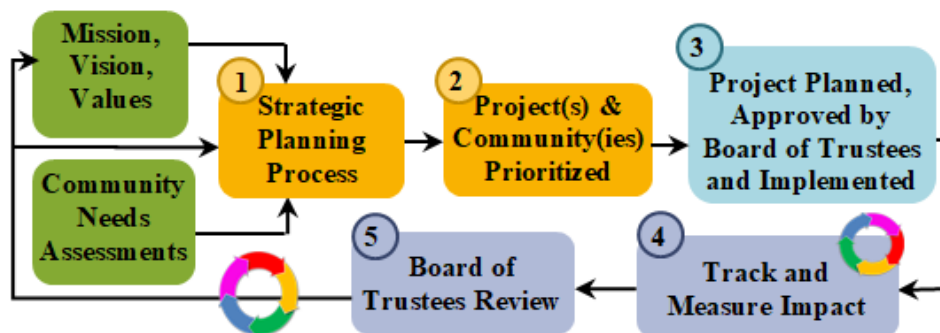 Mission,
Vision,
Values
Community
Needs
Assessments
1
Strategic
Planning
Process
2
Project(s) &
Community(ies)
Prioritized
3
Project Planned,
Approved by
Board of Trustees
and Implemented
4
Track and
Measure Impact
5
Board of
Trustees Review